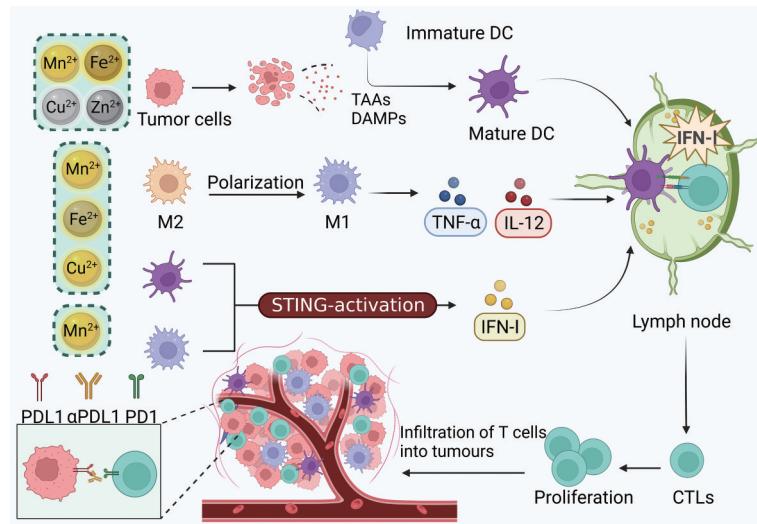 Immature DC
Mn²⁺
Fe²⁺
Cu²⁺
Zn²⁺
Tumor cells
TAAs
DAMPs
Mature DC
IFN-I
Mn²⁺
Fe²⁺
Cu²⁺
M2
Polarization
M1
TNF-α
IL-12
Mn²⁺
STING-activation
IFN-I
Lymph node
PDL1
αPDL1
PD1
Infiltration of T cells
into tumours
Proliferation
CTLs